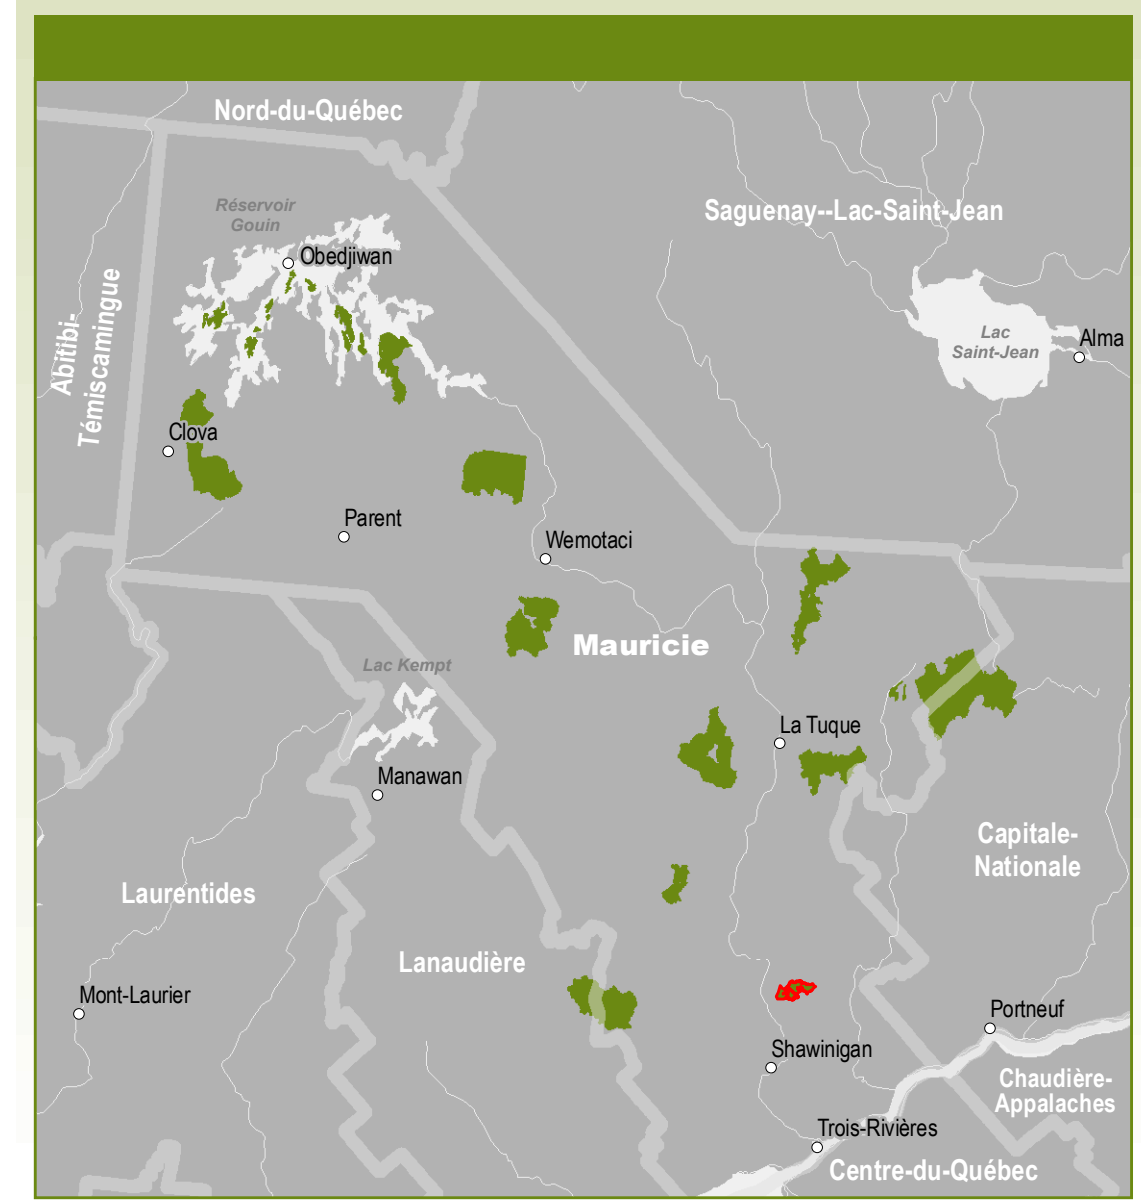 Nord-du-Québec
Réservoir
Gouin
Saguenay--Lac-Saint-Jean
Obedjiwan
Abitibi-
Témiscamingue
Lac
Saint-Jean
Alma
Clova
Parent
Wemotaci
Mauricie
Lac Kempt
La Tuque
Manawan
Capitale-
Nationale
Laurentides
Lanaudière
Mont-Laurier
Portneuf
Shawinigan
Chaudière-
Appalaches
Trois-Rivières
Centre-du-Québec